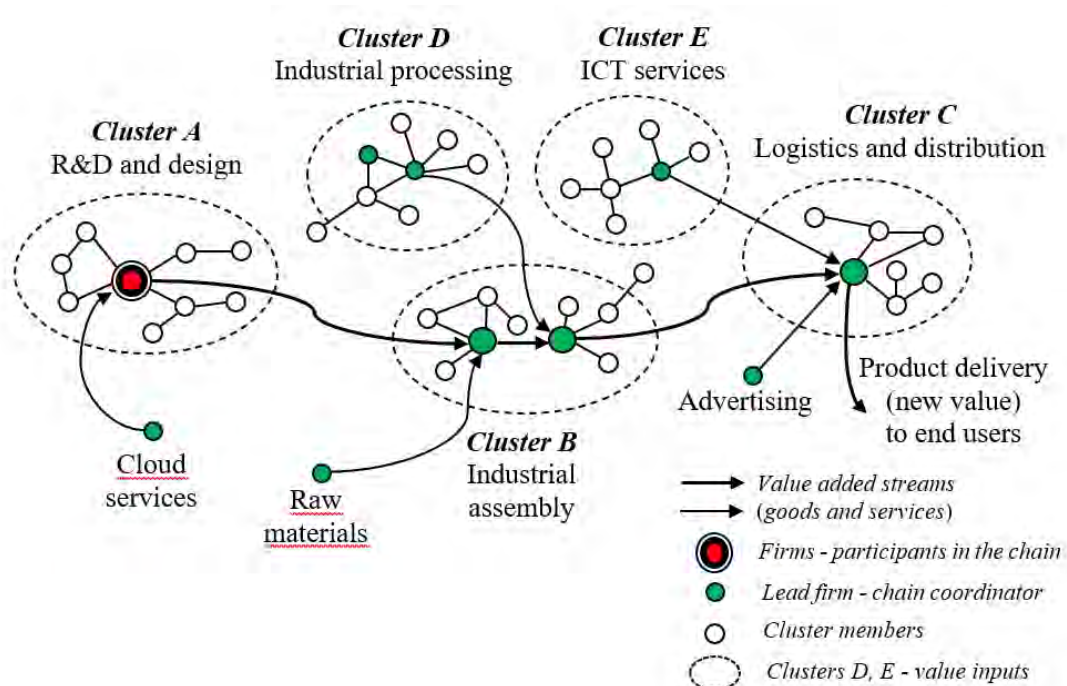 Cluster D
Industrial processing
Cluster E
ICT services
Cluster A
R&D and design
Cluster C
Logistics and distribution
Cloud
services
Raw
materials
Cluster B
Industrial
assembly
Advertising
Product delivery
(new value)
to end users
Value added streams
(goods and services)
Firms - participants in the chain
Lead firm - chain coordinator
Cluster members
Clusters D, E - value inputs